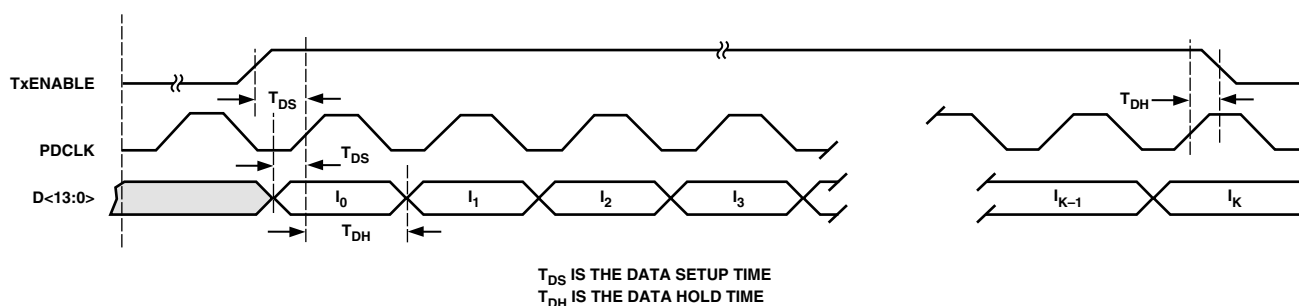 TxENABLE
T_DS
T_DH
PDCLK
T_DS
D<13:0>
I_0
I_1
I_2
I_3
I_K–1
I_K
T_DH
T_DS IS THE DATA SETUP TIME
T_DH IS THE DATA HOLD TIME